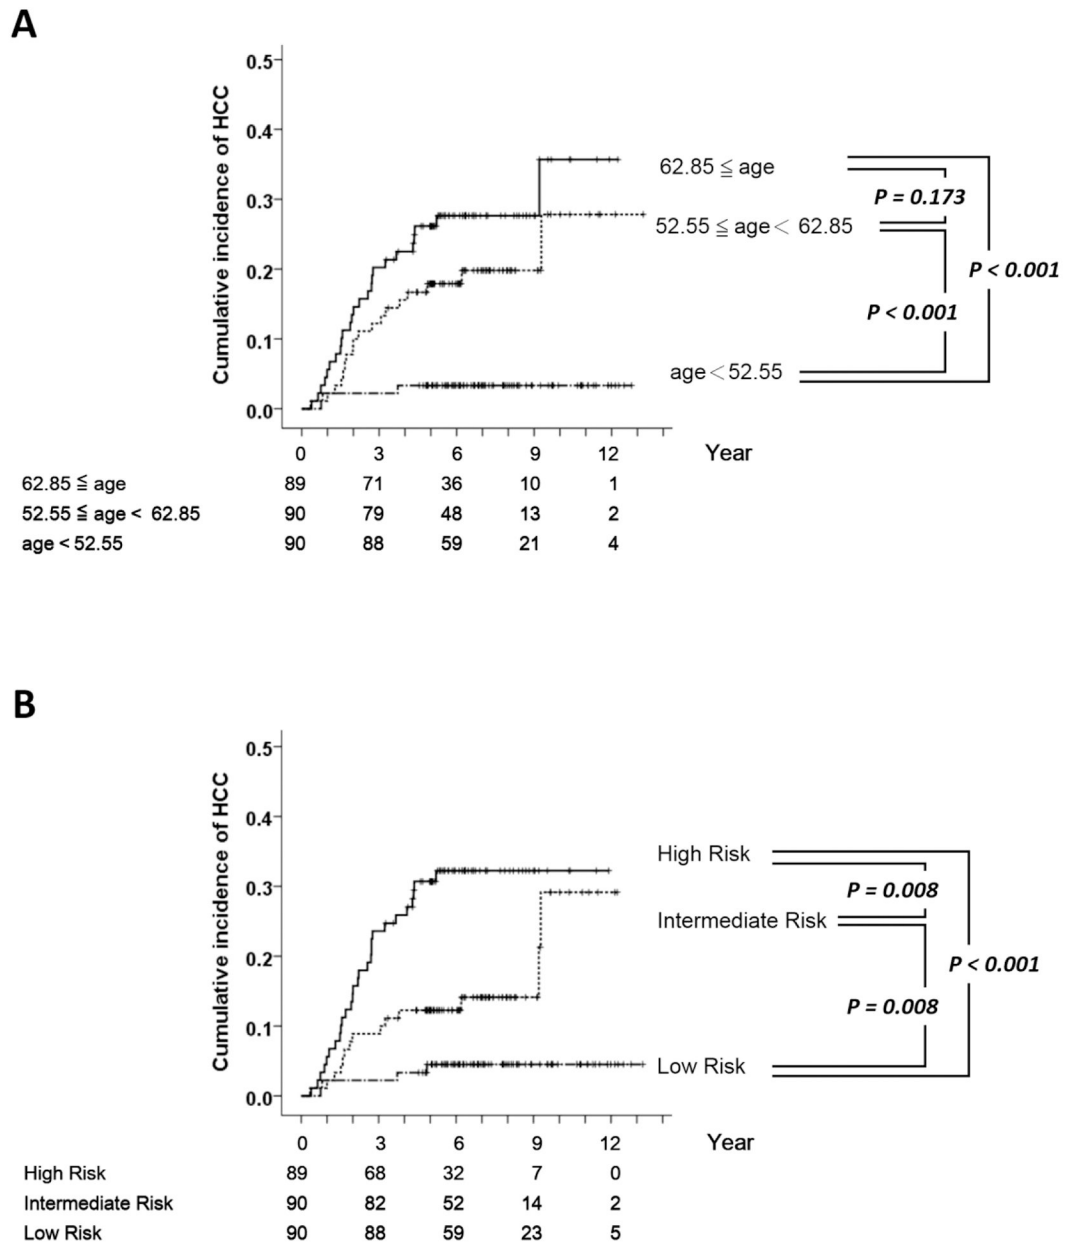 A
Cumulative incidence of HCC
0.5
0.4
0.3
0.2
0.1
0.0
62.85 ≦ age
52.55 ≦ age < 62.85
age < 52.55
P = 0.173
P < 0.001
P < 0.001
0 3 6 9 12 Year
62.85 ≦ age 89 71 36 10 1
52.55 ≦ age < 62.85 90 79 48 13 2
age < 52.55 90 88 59 21 4
B
Cumulative incidence of HCC
0.5
0.4
0.3
0.2
0.1
0.0
High Risk
Intermediate Risk
Low Risk
P = 0.008
P < 0.001
P = 0.008
0 3 6 9 12 Year
High Risk 89 68 32 7 0
Intermediate Risk 90 82 52 14 2
Low Risk 90 88 59 23 5